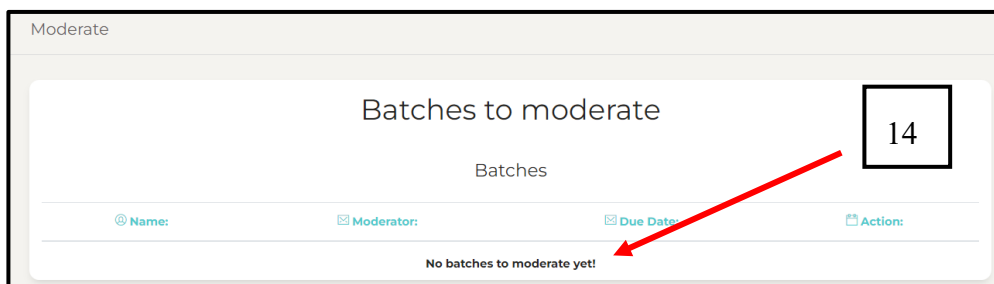 Moderate
Batches to moderate
14
Batches
Name: Moderator: Due Date: Action:
No batches to moderate yet!